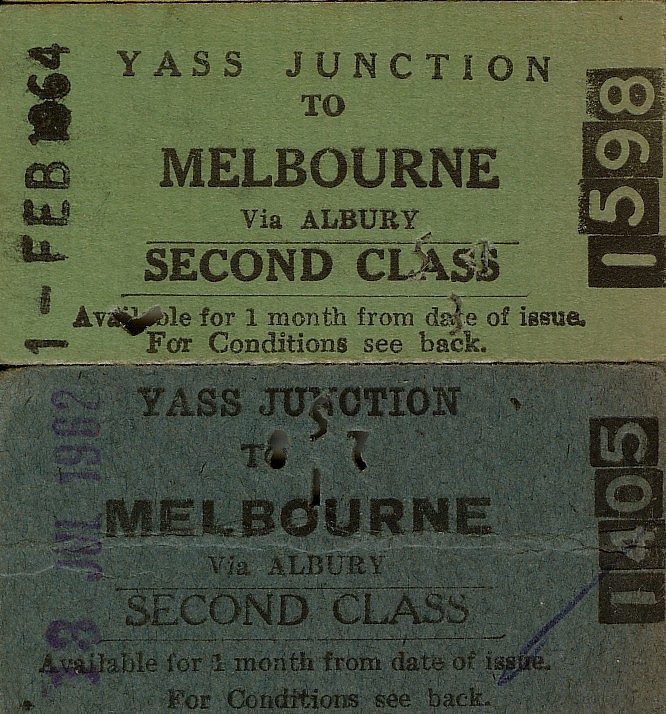 YASS JUNCTION
TO
MELBOURNE
Via ALBURY
SECOND CLASS
Available for 1 month from date of issue.
For Conditions see back.
1-FEB 1964
1598
YASS JUNCTION
TO
MELBOURNE
Via ALBURY
SECOND CLASS
Available for 1 month from date of issue.
For Conditions see back.
13 JUL 1962
1405